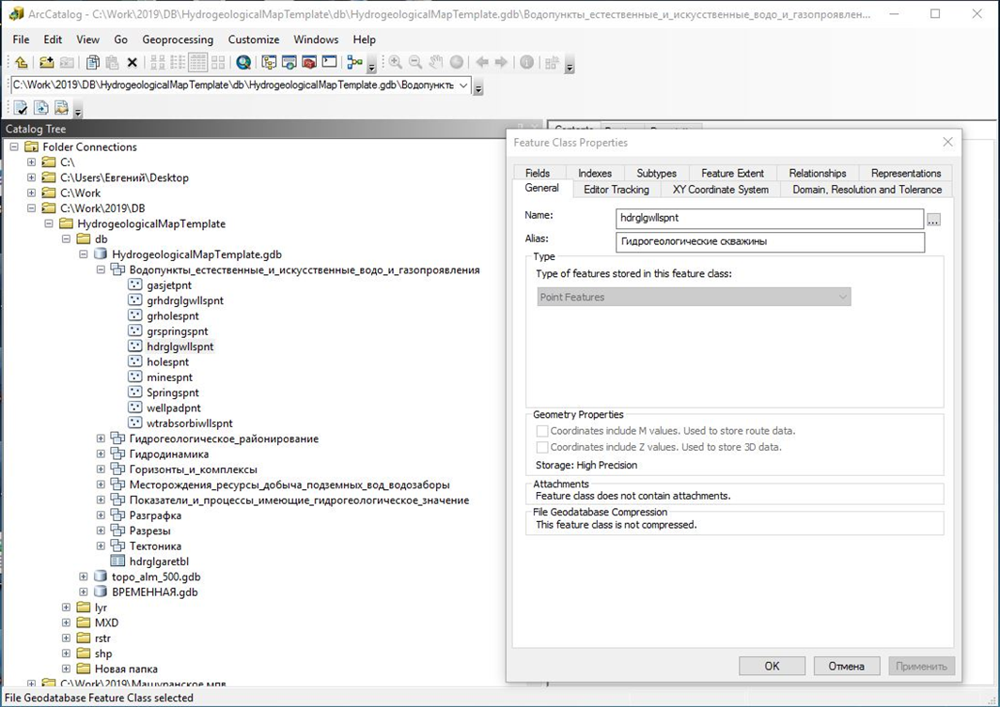 ArcCatalog - C:\Work\2019\DB\HydrogeologicalMapTemplate\db\HydrogeologicalMapTemplate.gdb\Водопункты_естественные_и_искусственные_водо_и_газопроявлен...
File Edit View Go Geoprocessing Customize Windows Help
C:\Work\2019\DB\HydrogeologicalMapTemplate\db\HydrogeologicalMapTemplate.gdb\Водопункть
Catalog Tree
Folder Connections
C:\
C:\Users\Евгений\Desktop
C:\Work
C:\Work\2019\DB
HydrogeologicalMapTemplate
db
HydrogeologicalMapTemplate.gdb
Водопункты_естественные_и_искусственные_водо_и_газопроявления
gasjetpnt
grhdrglgwllspnt
grholespnt
grspringspnt
hdrglgwllspnt
holespnt
minespnt
Springspnt
wellpadpnt
wtrabsorbiwllspnt
Гидрогеологическое_районирование
Гидродинамика
Горизонты_и_комплексы
Месторождения_ресурсы_добыча_подземных_вод_водозаборы
Показатели_и_процессы_имеющие_гидрогеологическое_значение
Разграфка
Разрезы
Тектоника
hdrglgaretbl
topo_alm_500.gdb
ВРЕМЕННАЯ.gdb
lyr
MXD
rstr
shp
Новая папка
C:\Work\2019\Машуранское мпв
File Geodatabase Feature Class selected
Contents
Feature Class Properties
Fields Indexes Subtypes Feature Extent Relationships Representations
General Editor Tracking XY Coordinate System Domain, Resolution and Tolerance
Name: hdrglgwllspnt ...
Alias: Гидрогеологические скважины
Type
Type of features stored in this feature class:
Point Features
Geometry Properties
Coordinates include M values. Used to store route data.
Coordinates include Z values. Used to store 3D data.
Storage: High Precision
Attachments
Feature class does not contain attachments.
File Geodatabase Compression
This feature class is not compressed.
OK Отмена Применить